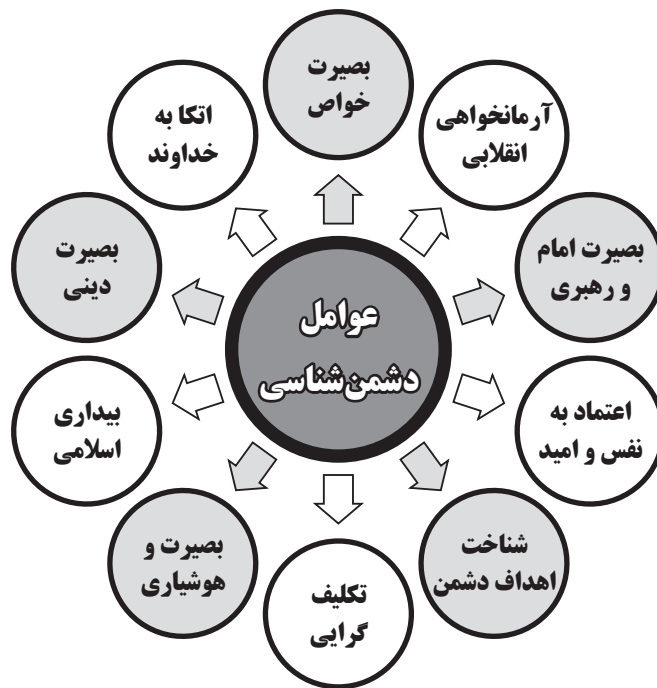 عوامل
دشمن‌شناسی
بصیرت
خواص
آرمانخواهی
انقلابی
بصیرت امام
و رهبری
اعتماد به
نفس و امید
شناخت
اهداف دشمن
تکلیف
گرایی
بصیرت و
هوشیاری
بیداری
اسلامی
بصیرت
دینی
اتکا به
خداوند